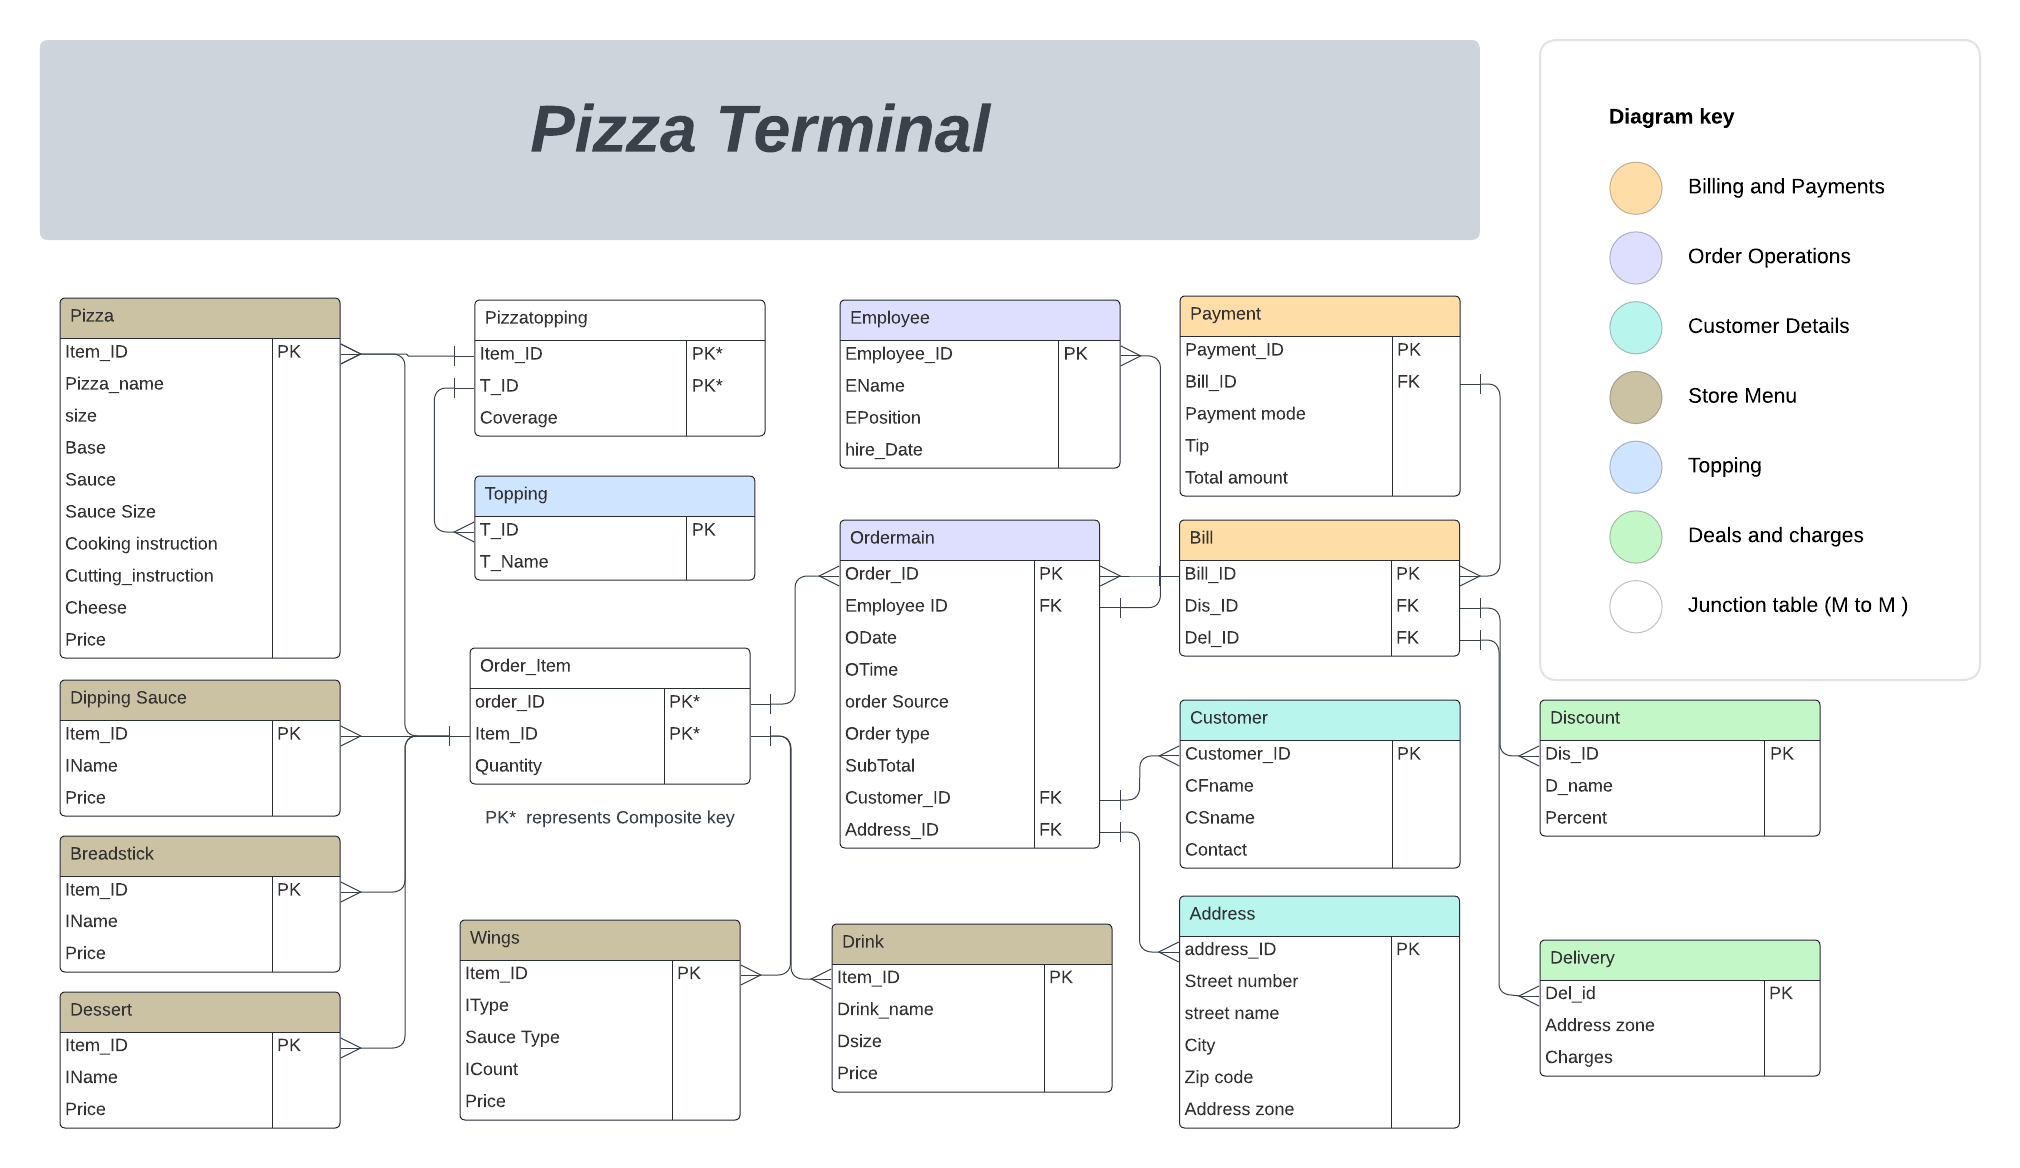 Pizza Terminal
Diagram key
Billing and Payments
Order Operations
Customer Details
Store Menu
Topping
Deals and charges
Junction table (M to M )
Pizza
Item_ID PK
Pizza_name
size
Base
Sauce
Sauce Size
Cooking instruction
Cutting_instruction
Cheese
Price
Dipping Sauce
Item_ID PK
IName
Price
Breadstick
Item_ID PK
IName
Price
Dessert
Item_ID PK
IName
Price
Pizzatopping
Item_ID PK*
T_ID PK*
Coverage
Topping
T_ID PK
T_Name
Order_Item
order_ID PK*
Item_ID PK*
Quantity
PK* represents Composite key
Wings
Item_ID PK
IType
Sauce Type
ICount
Price
Employee
Employee_ID PK
EName
EPosition
hire_Date
Ordermain
Order_ID PK
Employee ID FK
ODate
OTime
order Source
Order type
SubTotal
Customer_ID FK
Address_ID FK
Drink
Item_ID PK
Drink_name
Dsize
Price
Payment
Payment_ID PK
Bill_ID FK
Payment mode
Tip
Total amount
Bill
Bill_ID PK
Dis_ID FK
Del_ID FK
Customer
Customer_ID PK
CFname
CSname
Contact
Address
address_ID PK
Street number
street name
City
Zip code
Address zone
Discount
Dis_ID PK
D_name
Percent
Delivery
Del_id PK
Address zone
Charges